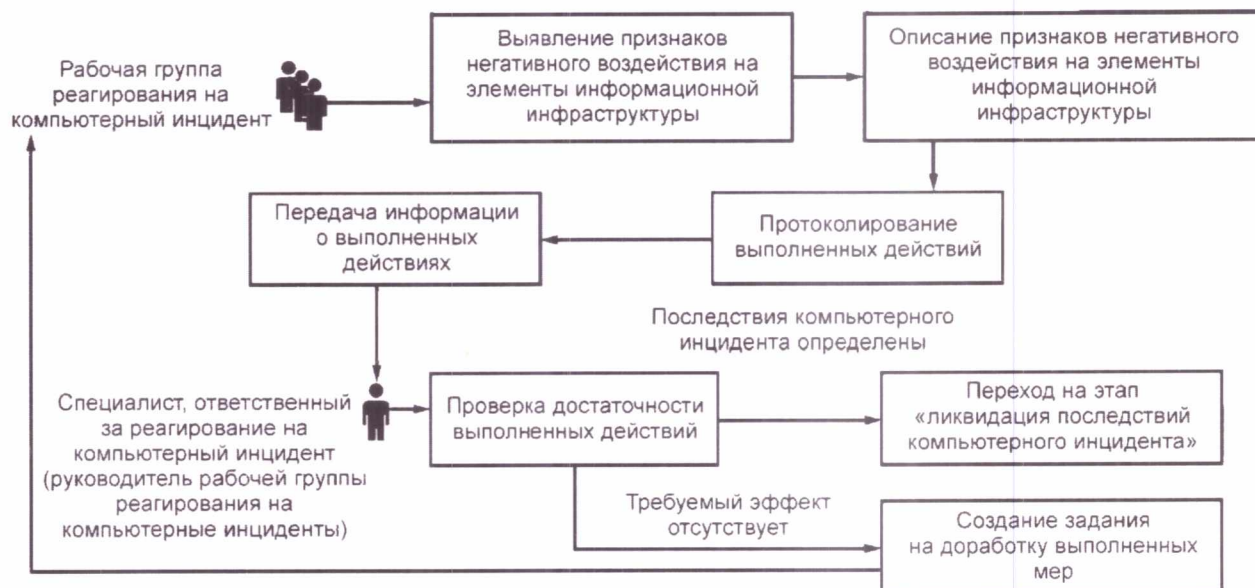 Рабочая группа
реагирования на
компьютерный инцидент
Выявление признаков
негативного воздействия на
элементы информационной
инфраструктуры
Описание признаков негативного
воздействия на элементы
информационной
инфраструктуры
Протоколирование
выполненных действий
Передача информации
о выполненных
действиях
Последствия компьютерного
инцидента определены
Специалист, ответственный
за реагирование на
компьютерный инцидент
(руководитель рабочей группы
реагирования на
компьютерные инциденты)
Проверка достаточности
выполненных действий
Переход на этап
«ликвидация последствий
компьютерного инцидента»
Требуемый эффект
отсутствует
Создание задания
на доработку выполненных
мер